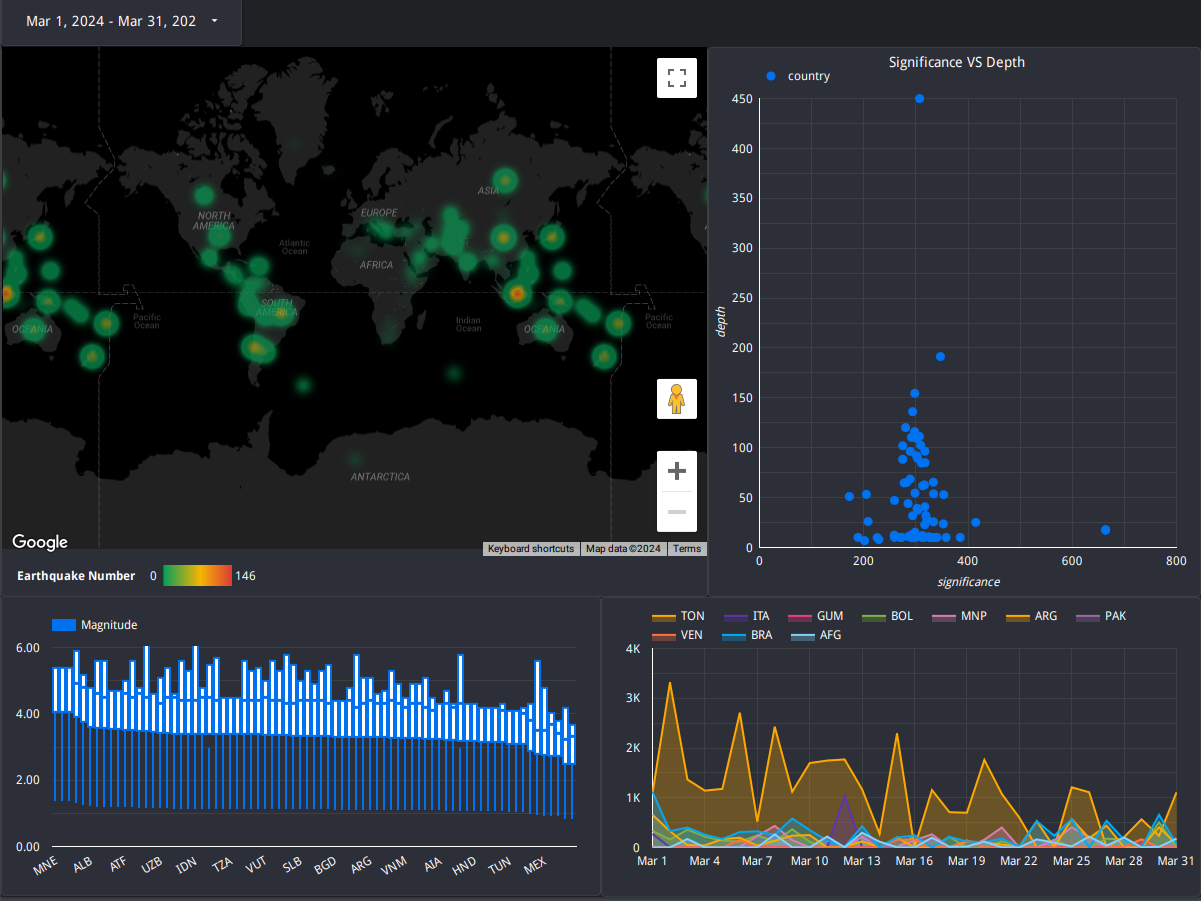 Mar 1, 2024 - Mar 31, 202
NORTH
AMERICA
Atlantic
Ocean
EUROPE
ASIA
AFRICA
SOUTH
AMERICA
OCEANIA
Pacific
Ocean
Indian
Ocean
OCEANIA
Pacific
Ocean
ANTARCTICA
Google
Keyboard shortcuts
Map data ©2024
Terms
Earthquake Number 0 146
Significance VS Depth
country
450
400
350
300
250
200
150
100
50
0
depth
0 200 400 600 800
significance
Magnitude
6.00
4.00
2.00
0.00
MNE ALB ATF UZB IDN TZA VUT SLB BGD ARG VNM AIA HND TUN MEX
TON ITA GUM BOL MNP ARG PAK
VEN BRA AFG
4K
3K
2K
1K
0
Mar 1 Mar 4 Mar 7 Mar 10 Mar 13 Mar 16 Mar 19 Mar 22 Mar 25 Mar 28 Mar 31